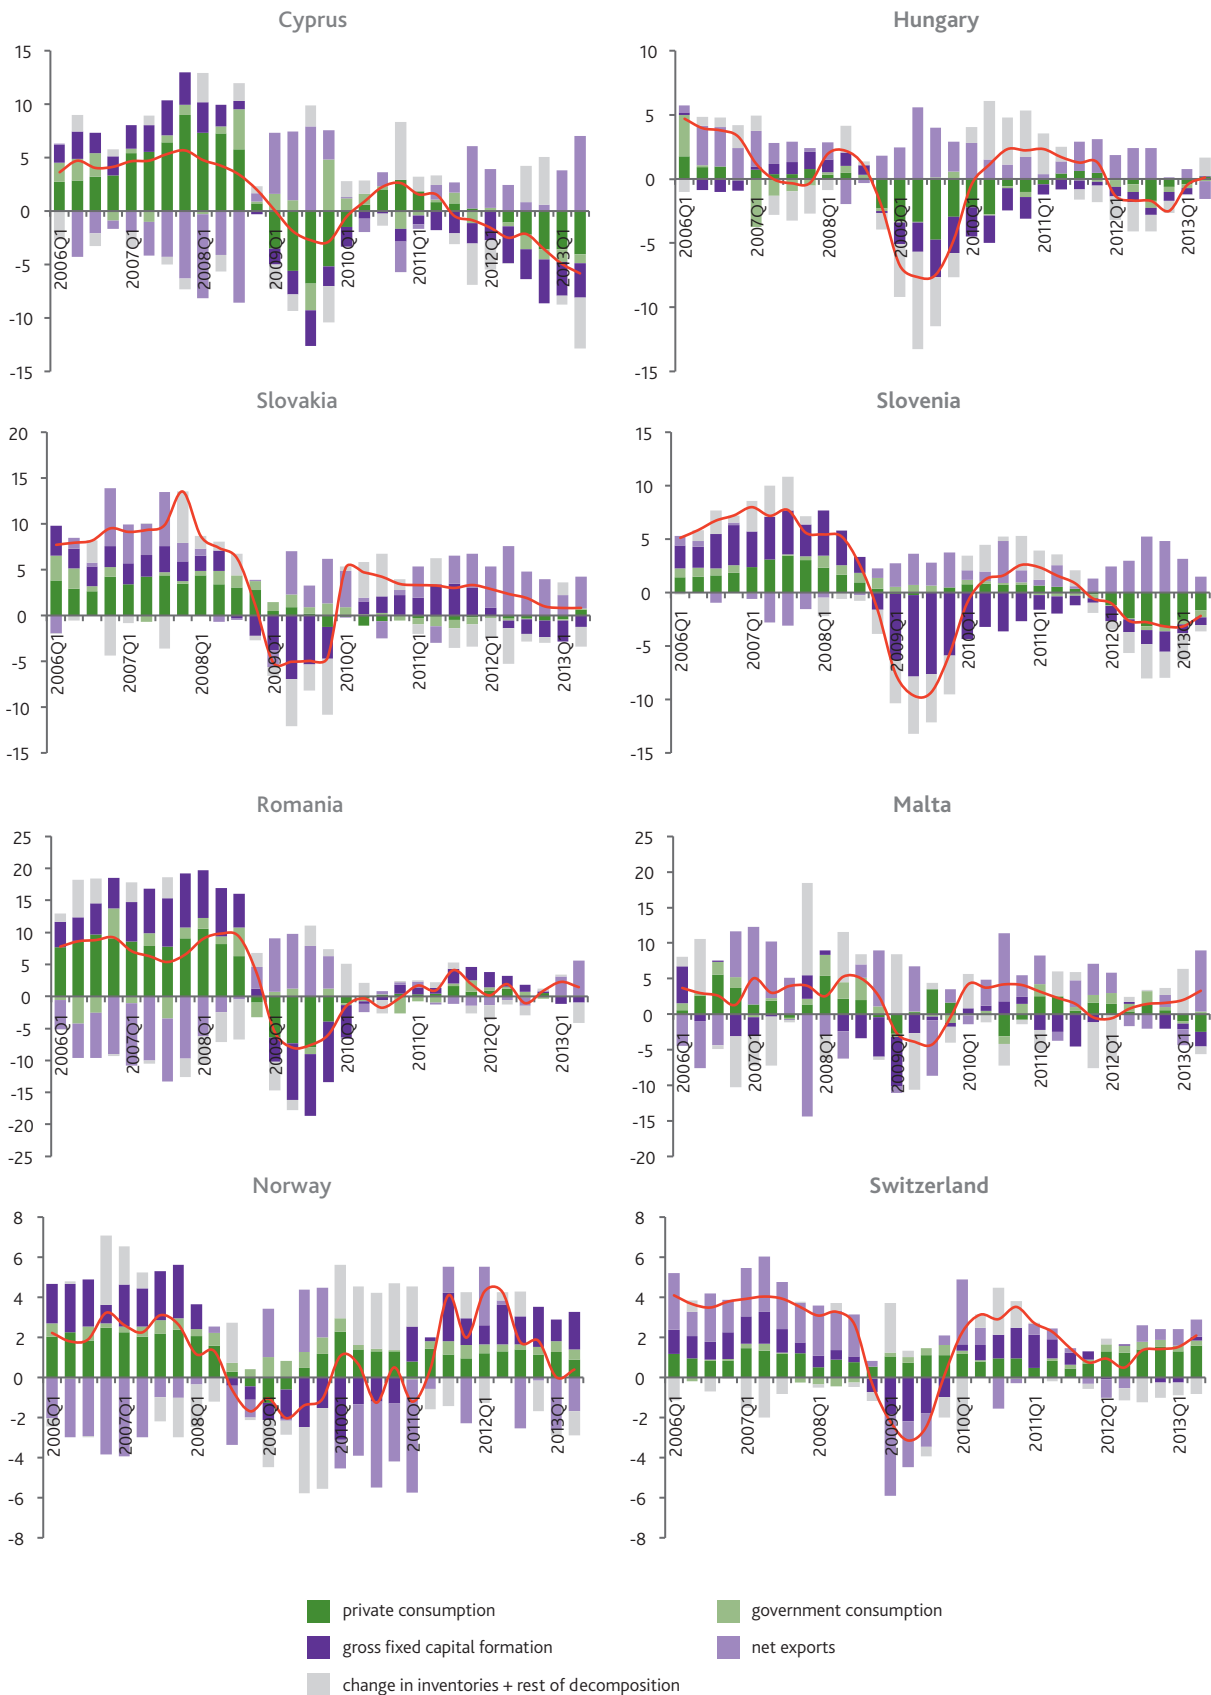 Cyprus
15
10
5
0
-5
-10
-15
2006Q1
2007Q1
2008Q1
2009Q1
2010Q1
2011Q1
2012Q1
2013Q1
Hungary
10
5
0
-5
-10
-15
2006Q1
2007Q1
2008Q1
2009Q1
2010Q1
2011Q1
2012Q1
2013Q1
Slovakia
20
15
10
5
0
-5
-10
-15
2006Q1
2007Q1
2008Q1
2009Q1
2010Q1
2011Q1
2012Q1
2013Q1
Slovenia
15
10
5
0
-5
-10
-15
2006Q1
2007Q1
2008Q1
2009Q1
2010Q1
2011Q1
2012Q1
2013Q1
Romania
25
20
15
10
5
0
-5
-10
-15
-20
-25
2006Q1
2007Q1
2008Q1
2009Q1
2010Q1
2011Q1
2012Q1
2013Q1
Malta
25
20
15
10
5
0
-5
-10
-15
-20
2006Q1
2007Q1
2008Q1
2009Q1
2010Q1
2011Q1
2012Q1
2013Q1
Norway
8
6
4
2
0
-2
-4
-6
-8
2006Q1
2007Q1
2008Q1
2009Q1
2010Q1
2011Q1
2012Q1
2013Q1
Switzerland
8
6
4
2
0
-2
-4
-6
-8
2006Q1
2007Q1
2008Q1
2009Q1
2010Q1
2011Q1
2012Q1
2013Q1
private consumption
government consumption
gross fixed capital formation
net exports
change in inventories + rest of decomposition